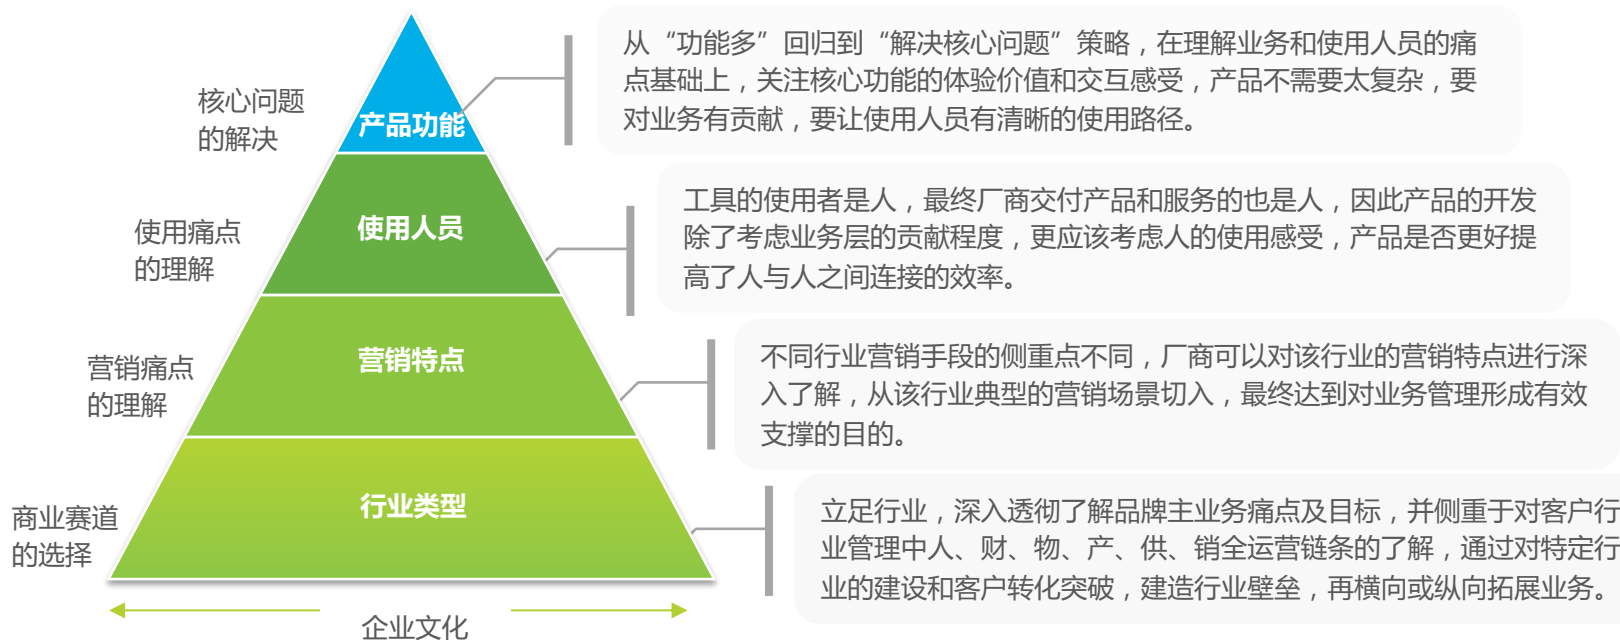 核心问题
的解决
产品功能
从“功能多”回归到“解决核心问题”策略，在理解业务和使用人员的痛
点基础上，关注核心功能的体验价值和交互感受，产品不需要太复杂，要
对业务有贡献，要让使用人员有清晰的使用路径。
使用痛点
的理解
使用人员
工具的使用者是人，最终厂商交付产品和服务的也是人，因此产品的开发
除了考虑业务层的贡献程度，更应该考虑人的使用感受，产品是否更好提
高了人与人之间连接的效率。
营销痛点
的理解
营销特点
不同行业营销手段的侧重点不同，厂商可以对该行业的营销特点进行深
入了解，从该行业典型的营销场景切入，最终达到对业务管理形成有效
支撑的目的。
商业赛道
的选择
行业类型
立足行业，深入透彻了解品牌主业务痛点及目标，并侧重于对客户行
业管理中人、财、物、产、供、销全运营链条的了解，通过对特定行
业的建设和客户转化突破，建造行业壁垒，再横向或纵向拓展业务。
企业文化